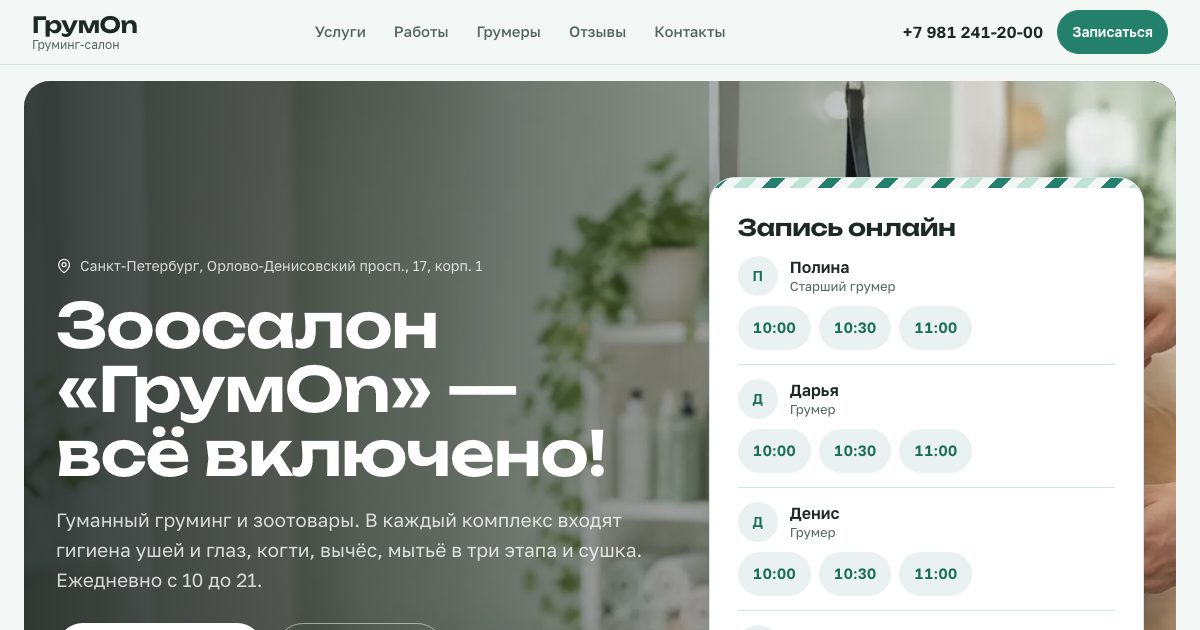 ГрумОп
Груминг-салон
Услуги
Работы
Грумеры
Отзывы
Контакты
+7 981 241-20-00
Записаться
Санкт-Петербург, Орлово-Денисовский просп., 17, корп. 1
Зоосалон
«ГрумОп» —
всё включено!
Гуманный груминг и зоотовары. В каждый комплекс входят
гигиена ушей и глаз, когти, вычёс, мытьё в три этапа и сушка.
Ежедневно с 10 до 21.
Запись онлайн
П
Полина
Старший грумер
10:00
10:30
11:00
Д
Дарья
Грумер
10:00
10:30
11:00
Д
Денис
Грумер
10:00
10:30
11:00